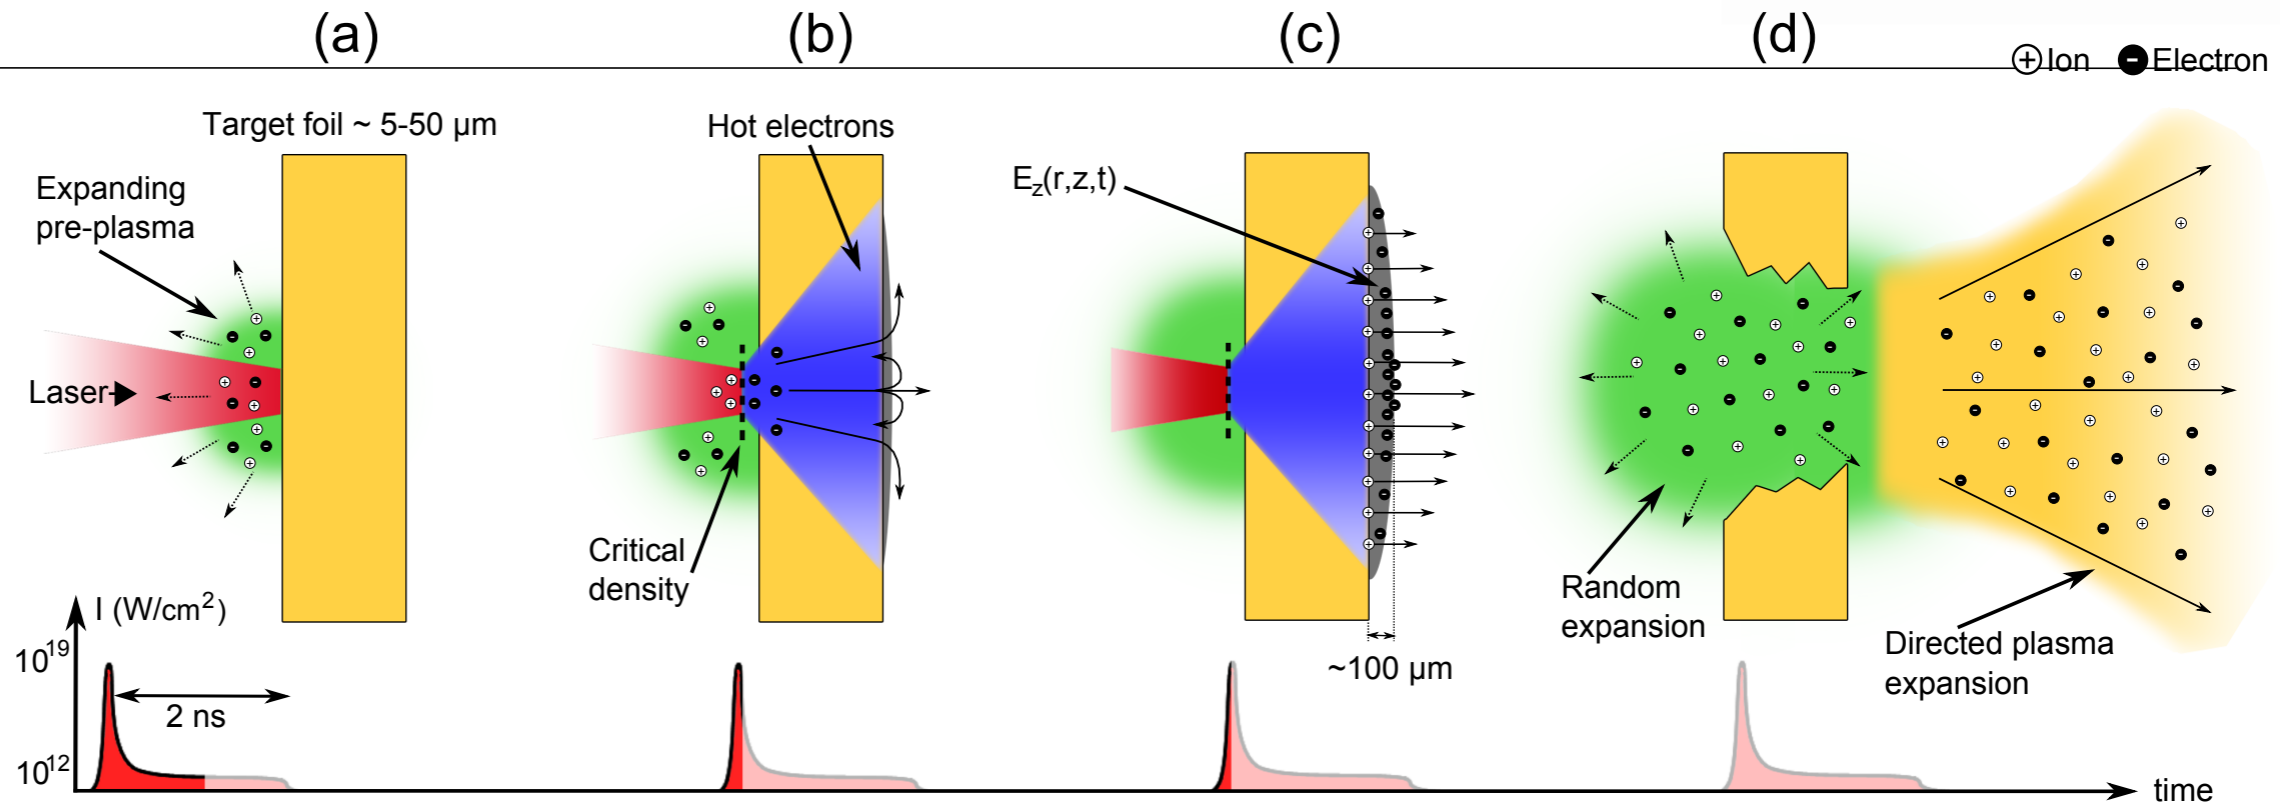 (a)
(b)
(c)
(d)
Ion
Electron
Target foil ~ 5-50 µm
Expanding
pre-plasma
Laser
Hot electrons
Critical
density
E_z(r,z,t)
~100 µm
Random
expansion
Directed plasma
expansion
I (W/cm²)
10¹⁹
10¹²
2 ns
time